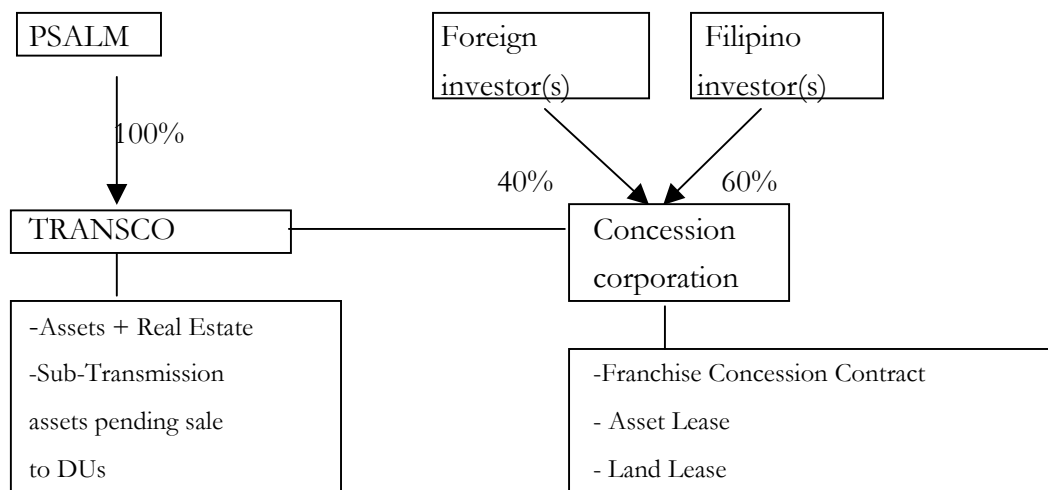 PSALM
Foreign
investor(s)
Filipino
investor(s)
100%
40%
60%
TRANSCO
Concession
corporation
-Assets + Real Estate
-Sub-Transmission
assets pending sale
to DUs
-Franchise Concession Contract
- Asset Lease
- Land Lease